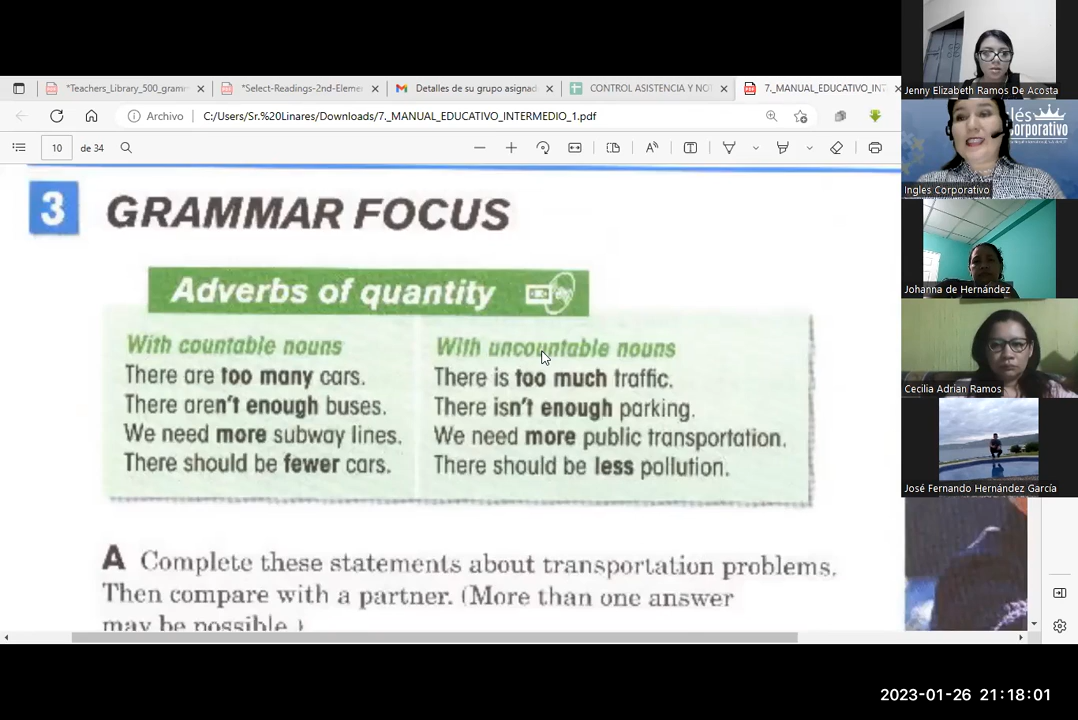 *Teachers_Library_500_gramm
*Select-Readings-2nd-Eleme
Detalles de su grupo asignad
CONTROL ASISTENCIA Y NO
7._MANUAL_EDUCATIVO_INT
Archivo
C:/Users/Sr.%20Linares/Downloads/7._MANUAL_EDUCATIVO_INTERMEDIO_1.pdf
10 de 34
3 GRAMMAR FOCUS
Adverbs of quantity
With countable nouns
There are too many cars.
There aren't enough buses.
We need more subway lines.
There should be fewer cars.
With uncountable nouns
There is too much traffic.
There isn't enough parking.
We need more public transportation.
There should be less pollution.
A Complete these statements about transportation problems.
Then compare with a partner. (More than one answer
may be possible.)
Jenny Elizabeth Ramos De Acosta
lés
orporativo
Ingles Corporativo
Johanna de Hernández
Cecilia Adrian Ramos
José Fernando Hernández García
2023-01-26 21:18:01